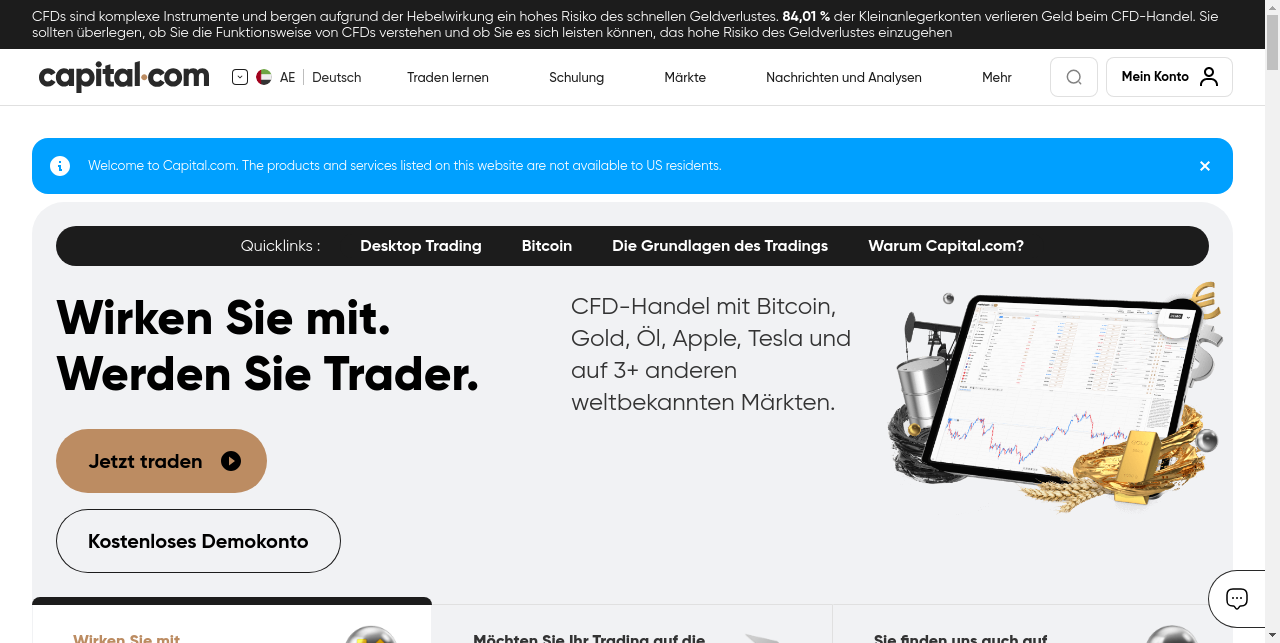 CFDs sind komplexe Instrumente und bergen aufgrund der Hebelwirkung ein hohes Risiko des schnellen Geldverlustes. 84,01 % der Kleinanlegerkonten verlieren Geld beim CFD-Handel. Sie
sollten überlegen, ob Sie die Funktionsweise von CFDs verstehen und ob Sie es sich leisten können, das hohe Risiko des Geldverlustes einzugehen
capital.com
AE
Deutsch
Traden lernen
Schulung
Märkte
Nachrichten und Analysen
Mehr
Mein Konto
Welcome to Capital.com. The products and services listed on this website are not available to US residents.
Quicklinks :
Desktop Trading
Bitcoin
Die Grundlagen des Tradings
Warum Capital.com?
Wirken Sie mit.
Werden Sie Trader.
CFD-Handel mit Bitcoin,
Gold, Öl, Apple, Tesla und
auf 3+ anderen
weltbekannten Märkten.
Jetzt traden
Kostenloses Demokonto
Wirken Sie mit
Möchten Sie Ihr Trading auf die
Sie finden uns auch auf